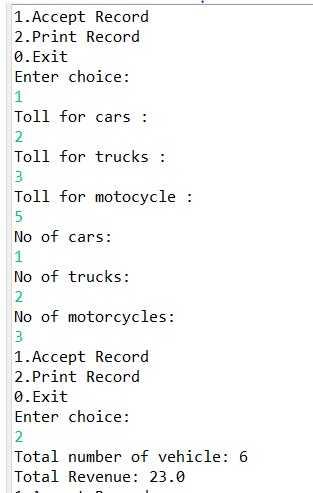 1.Accept Record
2.Print Record
0.Exit
Enter choice:
1
Toll for cars :
2
Toll for trucks :
3
Toll for motocycle :
5
No of cars:
1
No of trucks:
2
No of motorcycles:
3
1.Accept Record
2.Print Record
0.Exit
Enter choice:
2
Total number of vehicle: 6
Total Revenue: 23.0